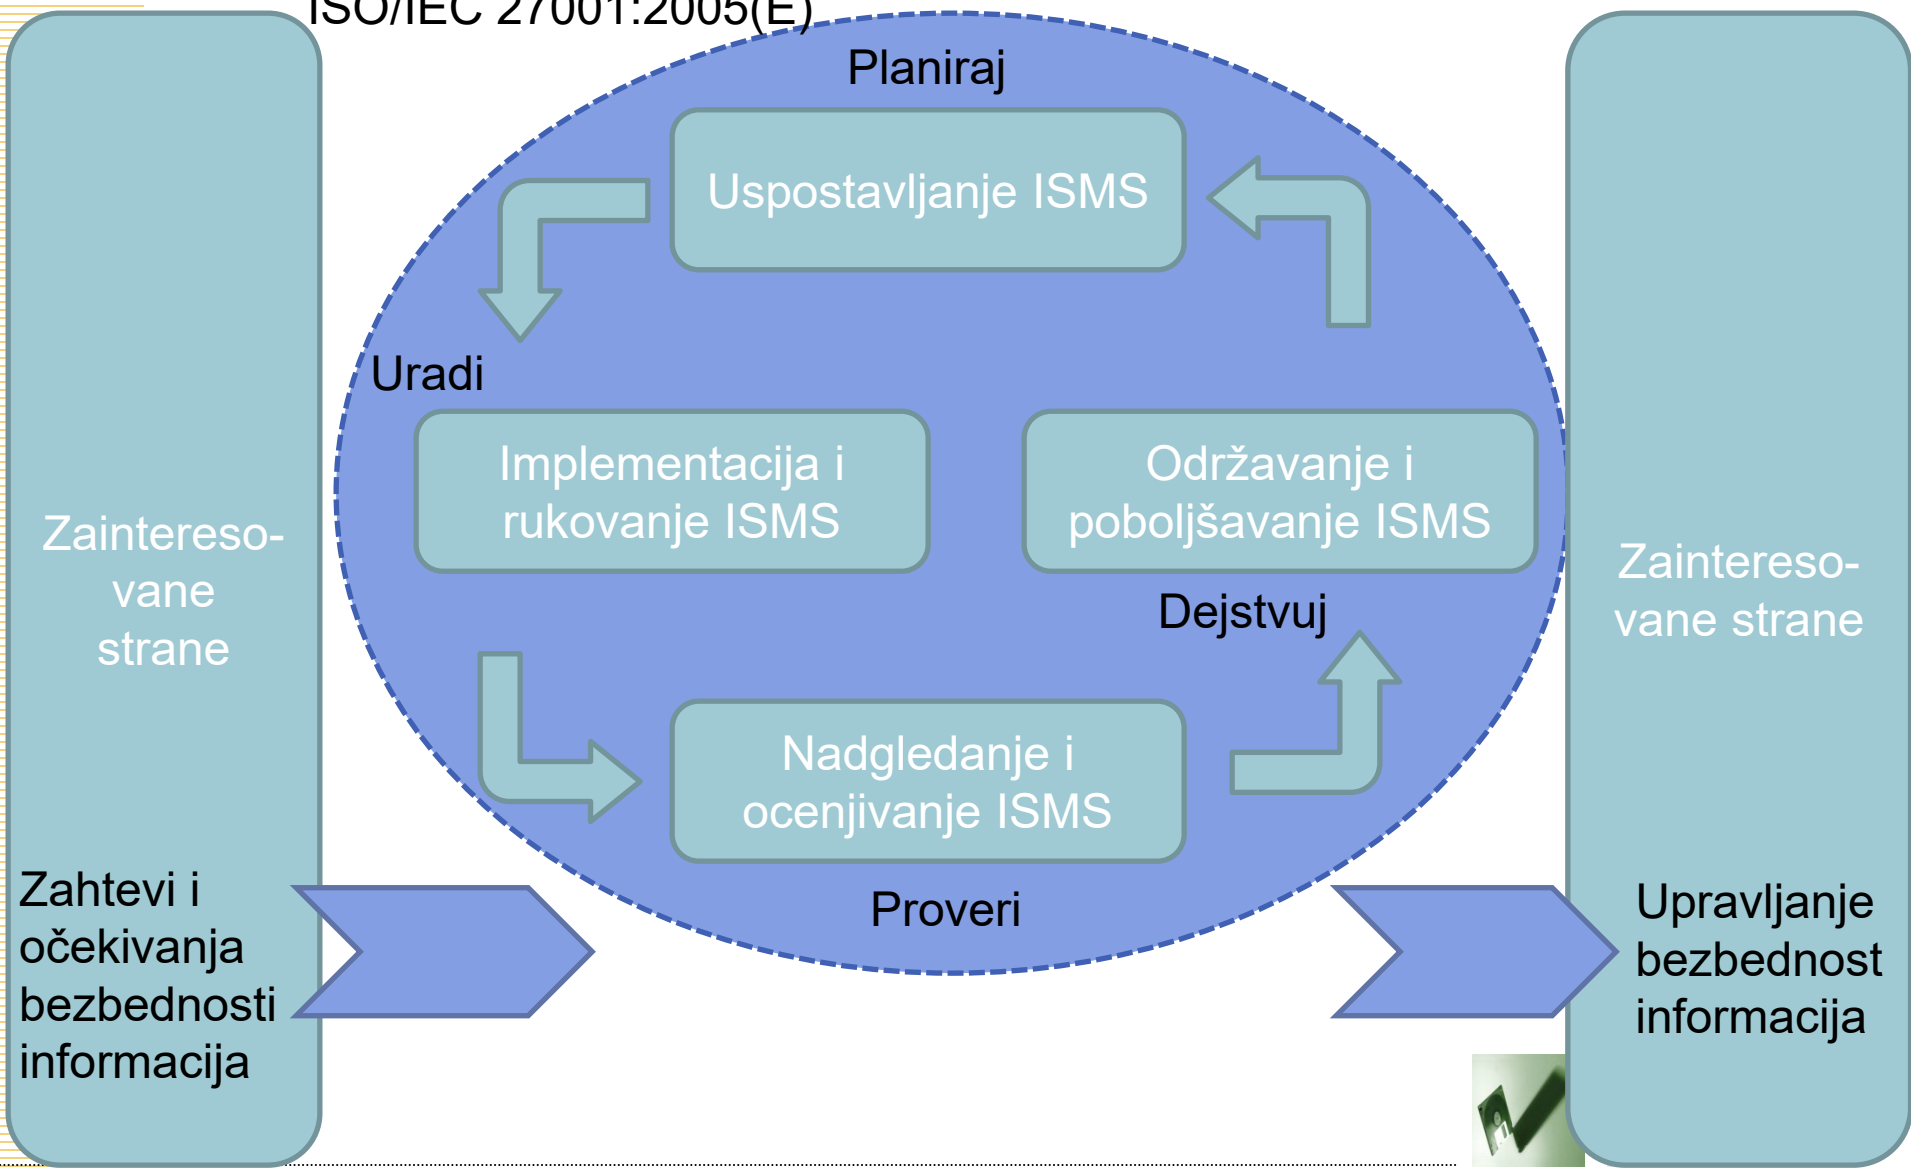 ISO/IEC 27001:2005(E)
Planiraj
Uspostavljanje ISMS
Uradi
Implementacija i
rukovanje ISMS
Održavanje i
poboljšavanje ISMS
Dejstvuj
Nadgledanje i
ocenjivanje ISMS
Proveri
Zaintereso-
vane
strane
Zahtevi i
očekivanja
bezbednosti
informacija
Zaintereso-
vane strane
Upravljanje
bezbednost
informacija